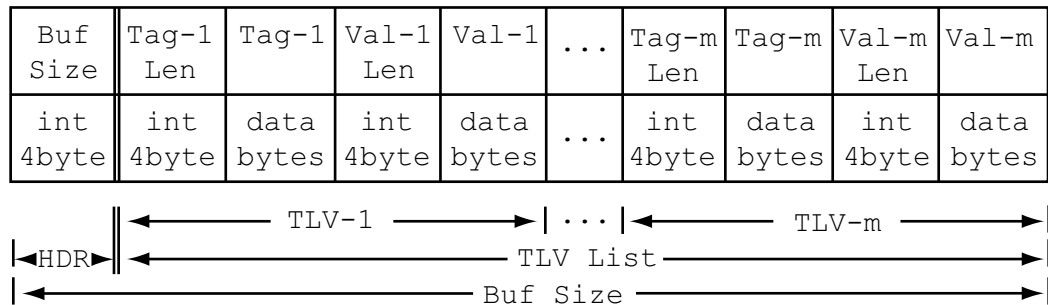 Buf Size Tag-1 Len Tag-1 Val-1 Len Val-1 ... Tag-m Len Tag-m Val-m Len Val-m
int 4byte int 4byte data bytes int 4byte data bytes ... int 4byte data bytes int 4byte data bytes
TLV-1 ... TLV-m
HDR TLV List
Buf Size